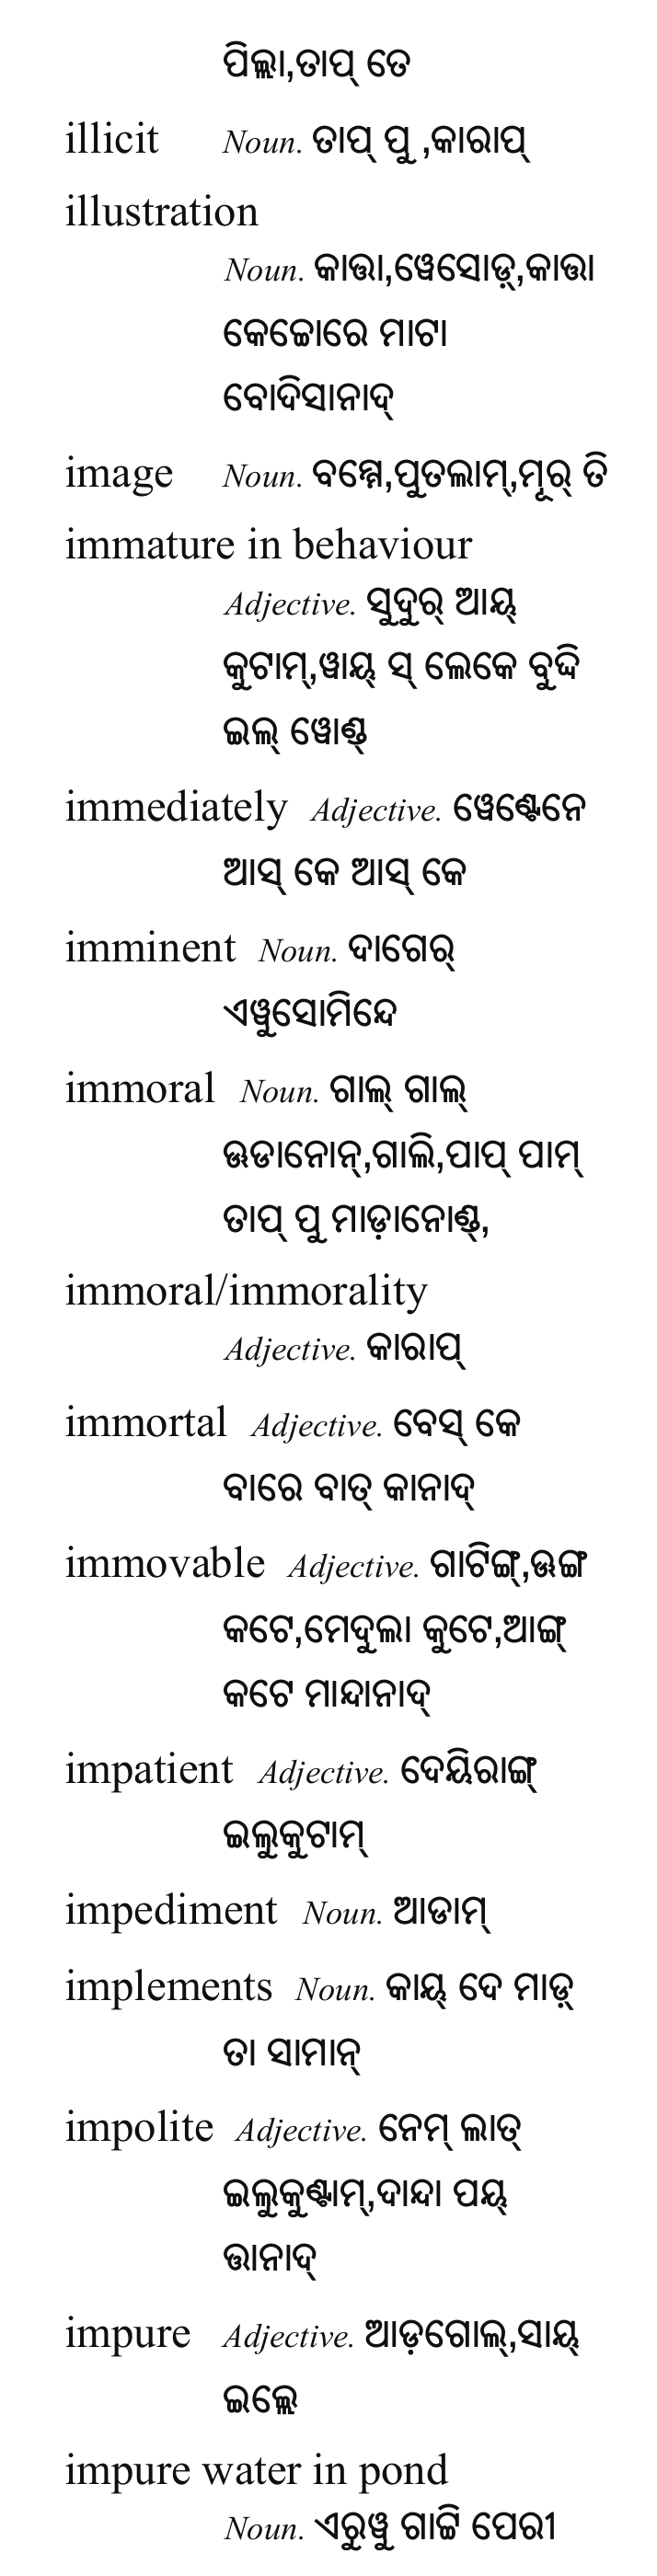 ପିଲ୍ଲା,ତାପ୍ ତେ
illicit Noun. ତାପ୍ ପୁ ,କାରାପ୍
illustration
Noun. କାତ୍ତା,ୱେସୋଡ଼୍,କାତ୍ତା
କେଚ୍ଚୋରେ ମାଟା
ବୋଦିସାନାଦ୍
image Noun. ବମ୍ମେ,ପୁତଲାମ୍,ମୂର୍ ତି
immature in behaviour
Adjective. ସୁଦୁର୍ ଆୟ୍
କୁଟାମ୍,ୱାୟ୍ ସ୍ ଲେକେ ବୁଦ୍ଦି
ଇଲ୍ ୱୋଣ୍ଡ୍
immediately Adjective. ୱେଣ୍ଟେନେ
ଆସ୍ କେ ଆସ୍ କେ
imminent Noun. ଦାଗେର୍
ଏୱୁସୋମିନ୍ଦେ
immoral Noun. ଗାଲ୍ ଗାଲ୍
ଊଡାନୋନ୍,ଗାଲି,ପାପ୍ ପାମ୍
ତାପ୍ ପୁ ମାଡ଼ାନୋଣ୍ଡ୍,
immoral/immorality
Adjective. କାରାପ୍
immortal Adjective. ବେସ୍ କେ
ବାରେ ବାତ୍ କାନାଦ୍
immovable Adjective. ଗାଟିଙ୍ଗ୍,ଊଙ୍ଗ
କଟେ,ମେଦୁଲା କୁଟେ,ଆଙ୍ଗ୍
କଟେ ମାନ୍ଦାନାଦ୍
impatient Adjective. ଦେୟିରାଙ୍ଗ୍
ଇଲୁକୁଟାମ୍
impediment Noun. ଆଡାମ୍
implements Noun. କାୟ୍ ଦେ ମାଡ଼୍
ତା ସାମାନ୍
impolite Adjective. ନେମ୍ ଲାତ୍
ଇଲୁକୁଣ୍ଟାମ୍,ଦାନ୍ଦା ପୟ୍
ତ୍ତାନାଦ୍
impure Adjective. ଆଡ଼ଗୋଲ୍,ସାୟ୍
ଇଲ୍ଲେ
impure water in pond
Noun. ଏରୁୱୁ ଗାଟ୍ଟି ପେରୀ